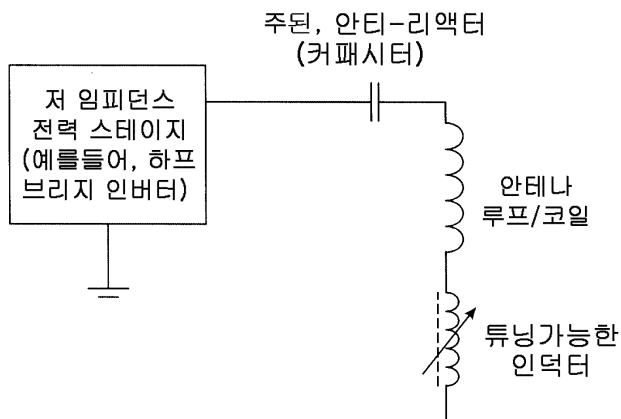 주된, 안티-리액터
(커패시터)
저 임피던스
전력 스테이지
(예를들어, 하프
브리지 인버터)
안테나
루프/코일
튜닝가능한
인덕터